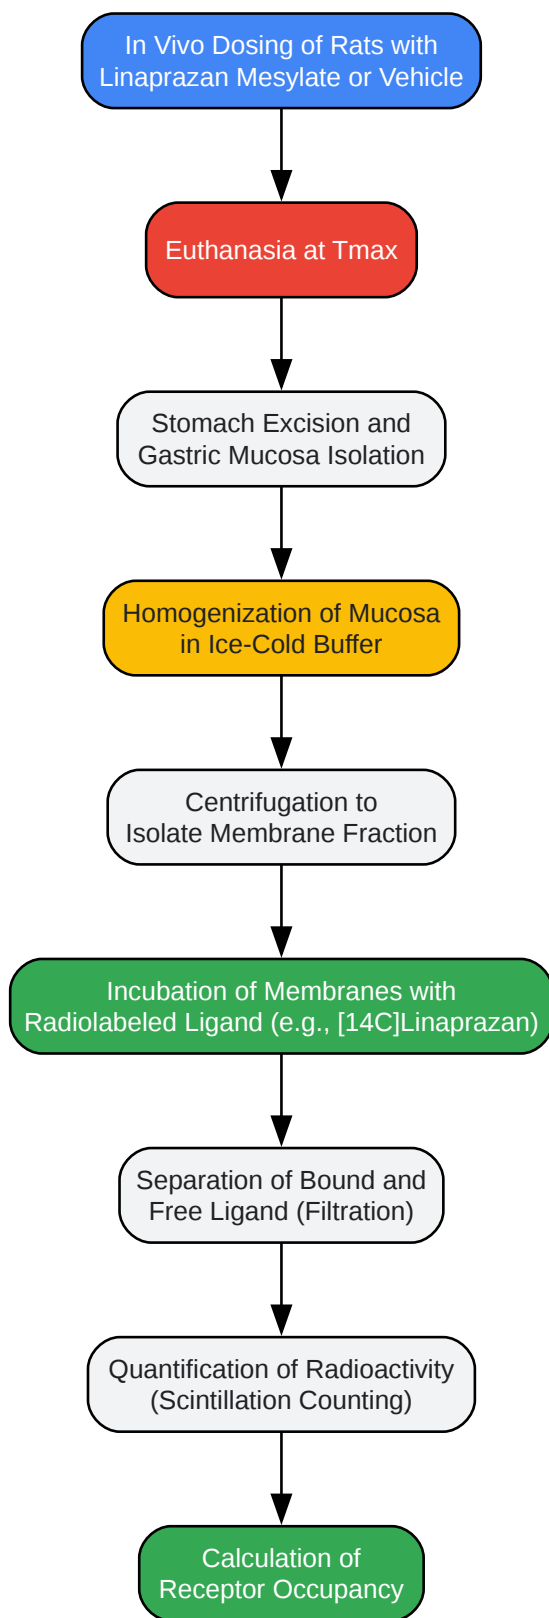 In Vivo Dosing of Rats with
Linaprazan Mesylate or Vehicle
Euthanasia at Tmax
Stomach Excision and
Gastric Mucosa Isolation
Homogenization of Mucosa
in Ice-Cold Buffer
Centrifugation to
Isolate Membrane Fraction
Incubation of Membranes with
Radiolabeled Ligand (e.g., [14C]Linaprazan)
Separation of Bound and
Free Ligand (Filtration)
Quantification of Radioactivity
(Scintillation Counting)
Calculation of
Receptor Occupancy